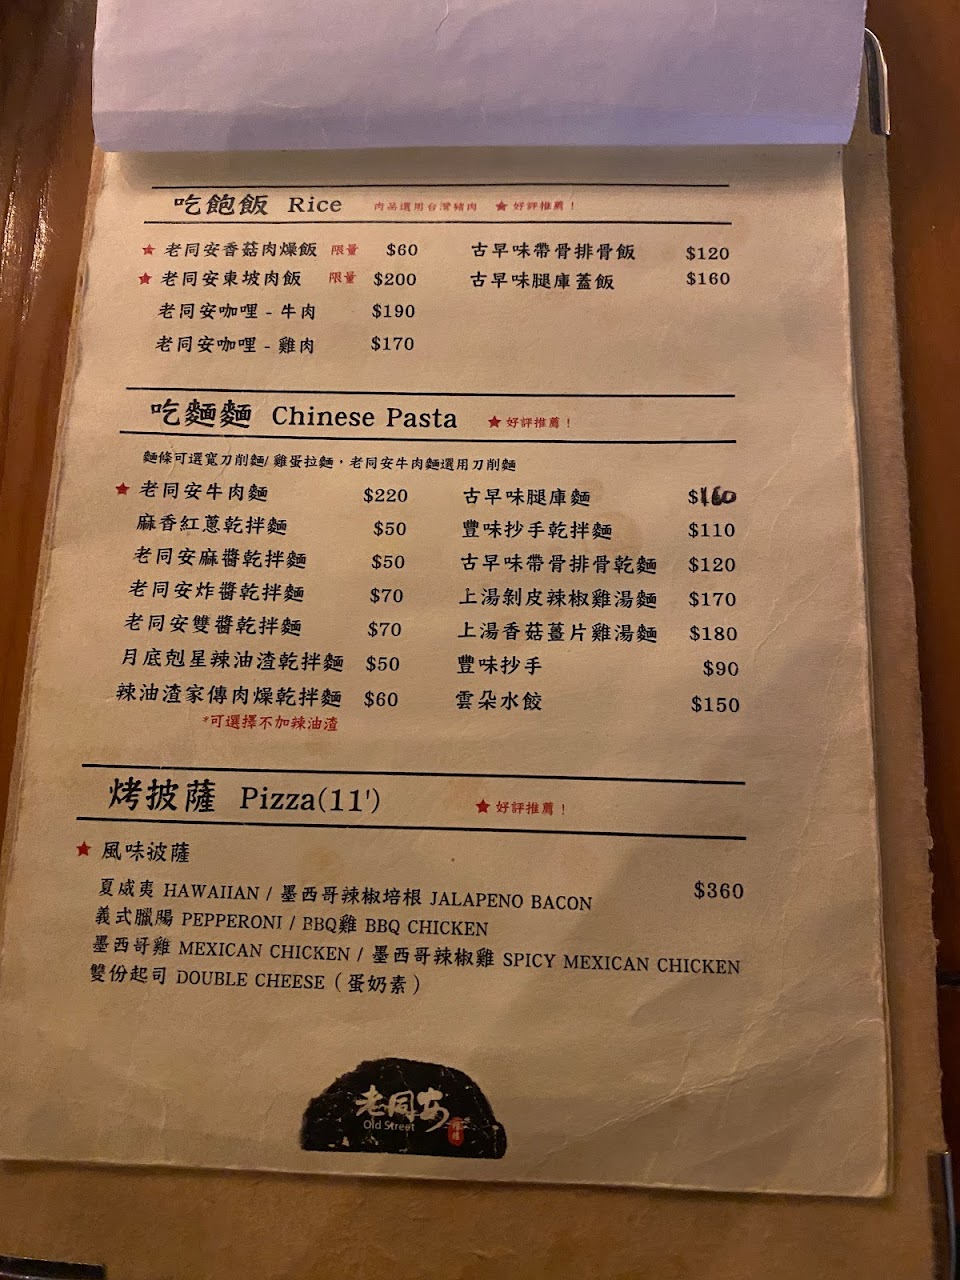 吃飽飯 Rice 肉品選用台灣豬肉 ★好評推薦！
★ 老同安香菇肉燥飯 限量 $60 古早味帶骨排骨飯 $120
★ 老同安東坡肉飯 限量 $200 古早味腿庫蓋飯 $160
老同安咖哩 - 牛肉 $190
老同安咖哩 - 雞肉 $170
吃麵麵 Chinese Pasta ★好評推薦！
麵條可選寬刀削麵/ 雞蛋拉麵，老同安牛肉麵選用刀削麵
★ 老同安牛肉麵 $220 古早味腿庫麵 $160
麻香紅蔥乾拌麵 $50 豐味抄手乾拌麵 $110
老同安麻醬乾拌麵 $50 古早味帶骨排骨乾麵 $120
老同安炸醬乾拌麵 $70 上湯剝皮辣椒雞湯麵 $170
老同安雙醬乾拌麵 $70 上湯香菇薑片雞湯麵 $180
月底剋星辣油渣乾拌麵 $50 豐味抄手 $90
辣油渣家傳肉燥乾拌麵 $60 雲朵水餃 $150
*可選擇不加辣油渣
烤披薩 Pizza(11') ★好評推薦！
★ 風味披薩
夏威夷 HAWAIIAN / 墨西哥辣椒培根 JALAPENO BACON $360
義式臘腸 PEPPERONI / BBQ雞 BBQ CHICKEN
墨西哥雞 MEXICAN CHICKEN / 墨西哥辣椒雞 SPICY MEXICAN CHICKEN
雙份起司 DOUBLE CHEESE（蛋奶素）
老同安
Old Street